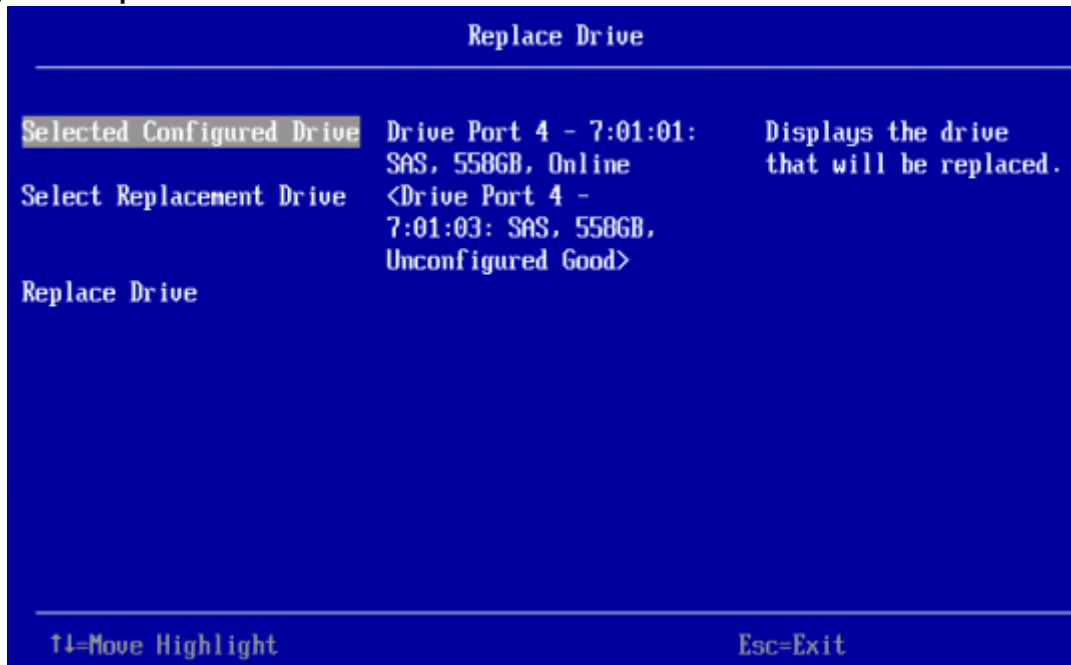 Replace Drive
Selected Configured Drive Drive Port 4 - 7:01:01: Displays the drive
SAS, 558GB, Online that will be replaced.
Select Replacement Drive <Drive Port 4 -
7:01:03: SAS, 558GB,
Unconfigured Good>
Replace Drive
↑↓=Move Highlight Esc=Exit